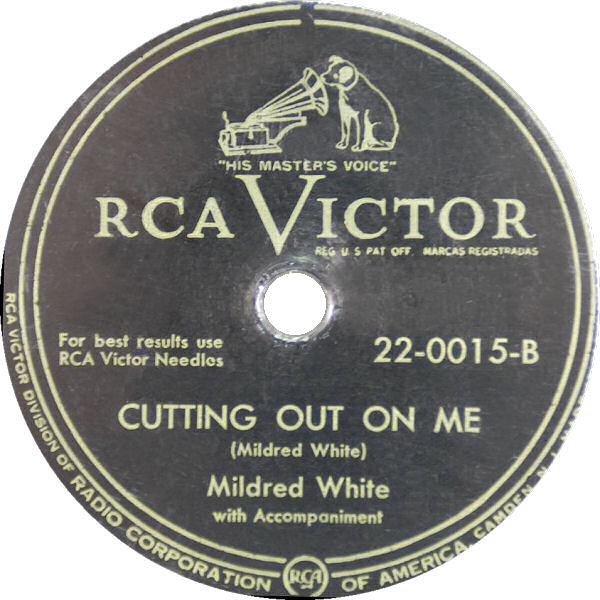 "HIS MASTER'S VOICE"
RCA VICTOR
REG. U S PAT OFF. MARCAS REGISTRADAS
For best results use
RCA Victor Needles
22-0015-B
CUTTING OUT ON ME
(Mildred White)
Mildred White
with Accompaniment
RCA VICTOR DIVISION OF RADIO CORPORATION OF AMERICA, CAMDEN, N. J.
RCA